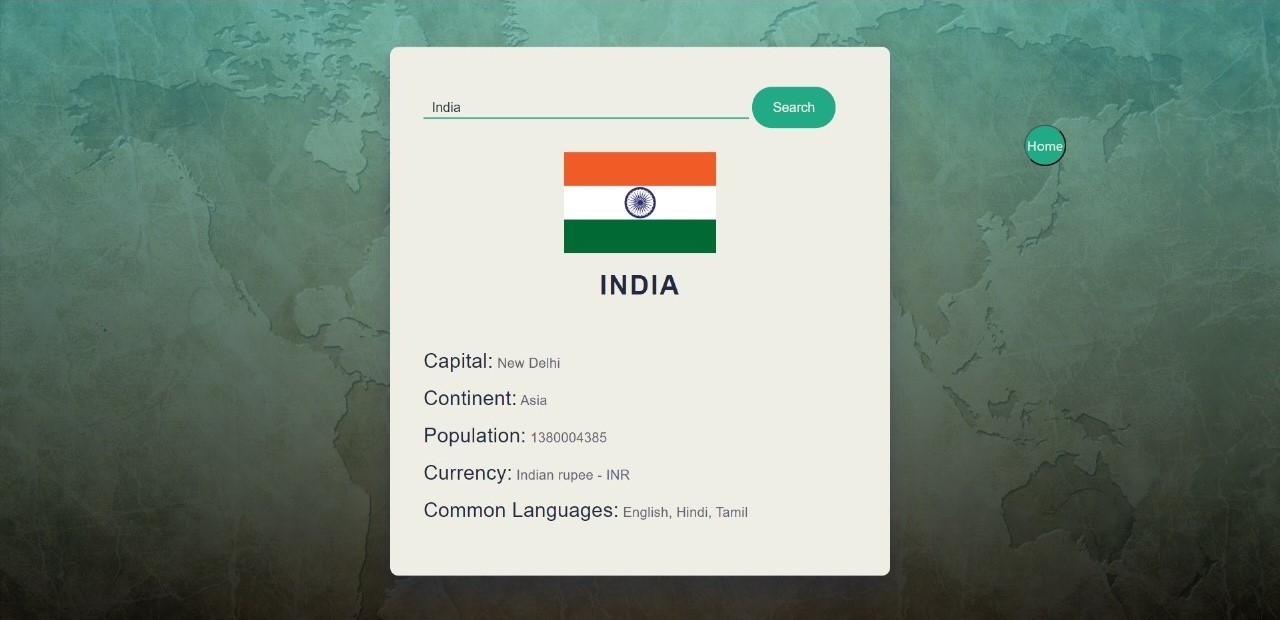 India
Search
Home
INDIA
Capital: New Delhi
Continent: Asia
Population: 1380004385
Currency: Indian rupee - INR
Common Languages: English, Hindi, Tamil